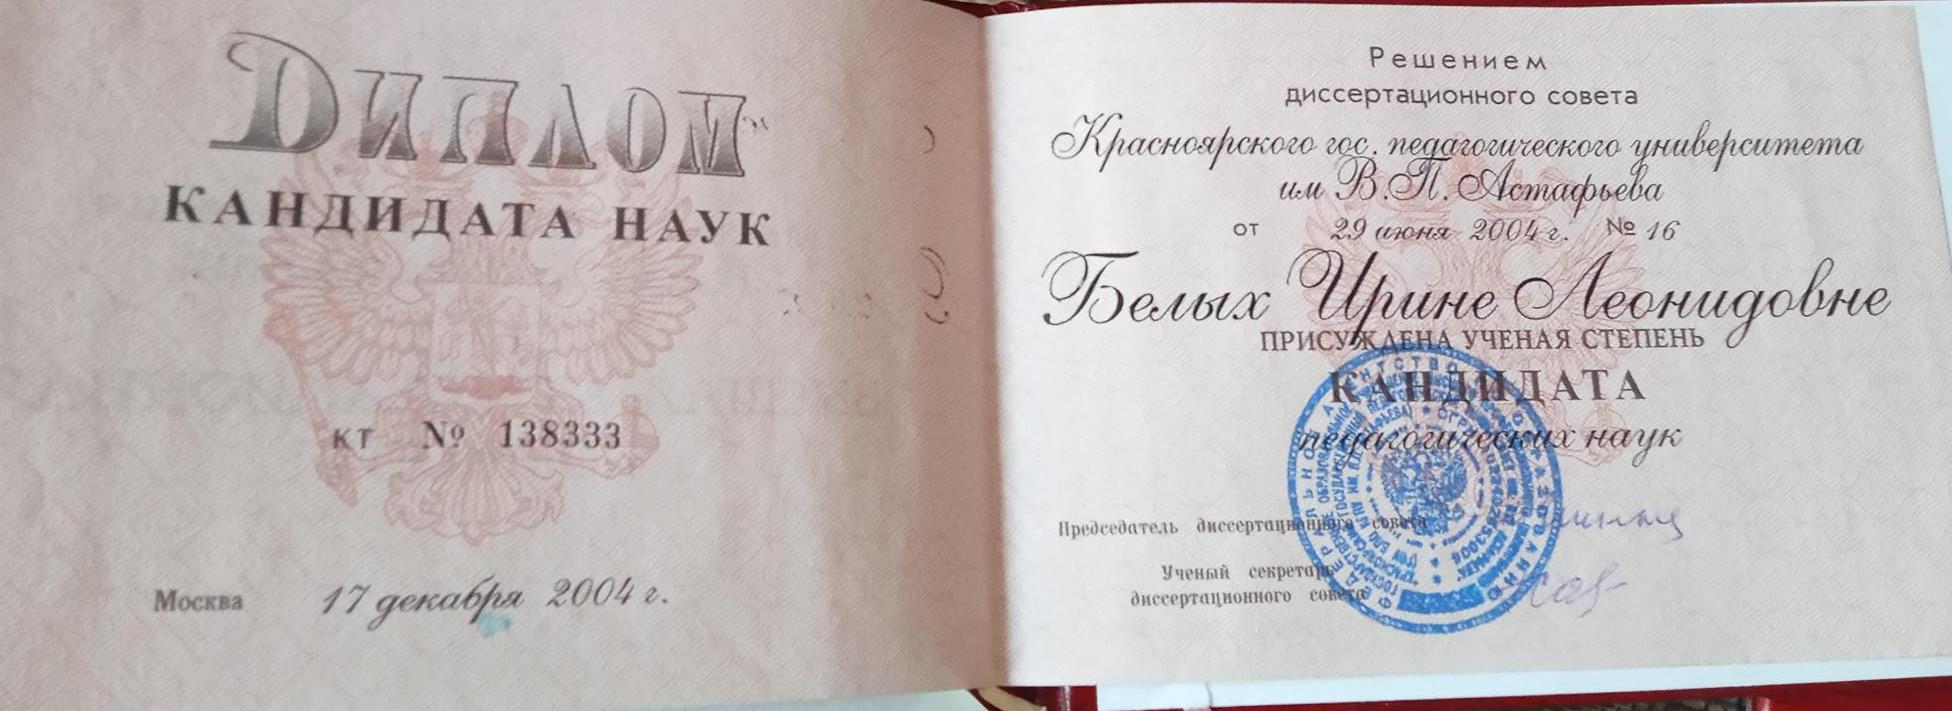 Диплом
КАНДИДАТА НАУК
КТ № 138333
Москва 17 декабря 2004 г.
Решением
диссертационного совета
Красноярского гос. педагогического университета
им В.П. Астафьева
от 29 июня 2004 г. № 16
Белых Ирине Леонидовне
ПРИСУЖДЕНА УЧЕНАЯ СТЕПЕНЬ
КАНДИДАТА
педагогических наук
Председатель диссертационного совета
Ученый секретарь
диссертационного совета